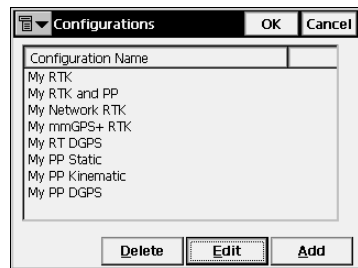 Configurations OK Cancel
Configuration Name
My RTK
My RTK and PP
My Network RTK
My mmGPS+ RTK
My RT DGPS
My PP Static
My PP Kinematic
My PP DGPS
Delete Edit Add